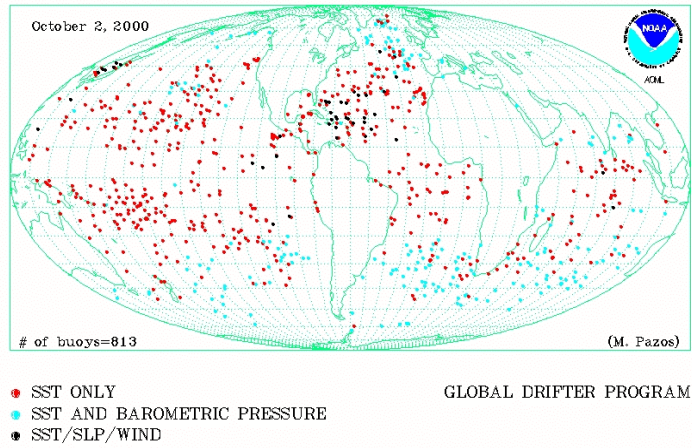 October 2, 2000
NOAA
AOML
# of buoys=813
(M. Pazos)
SST ONLY
GLOBAL DRIFTER PROGRAM
SST AND BAROMETRIC PRESSURE
SST/SLP/WIND